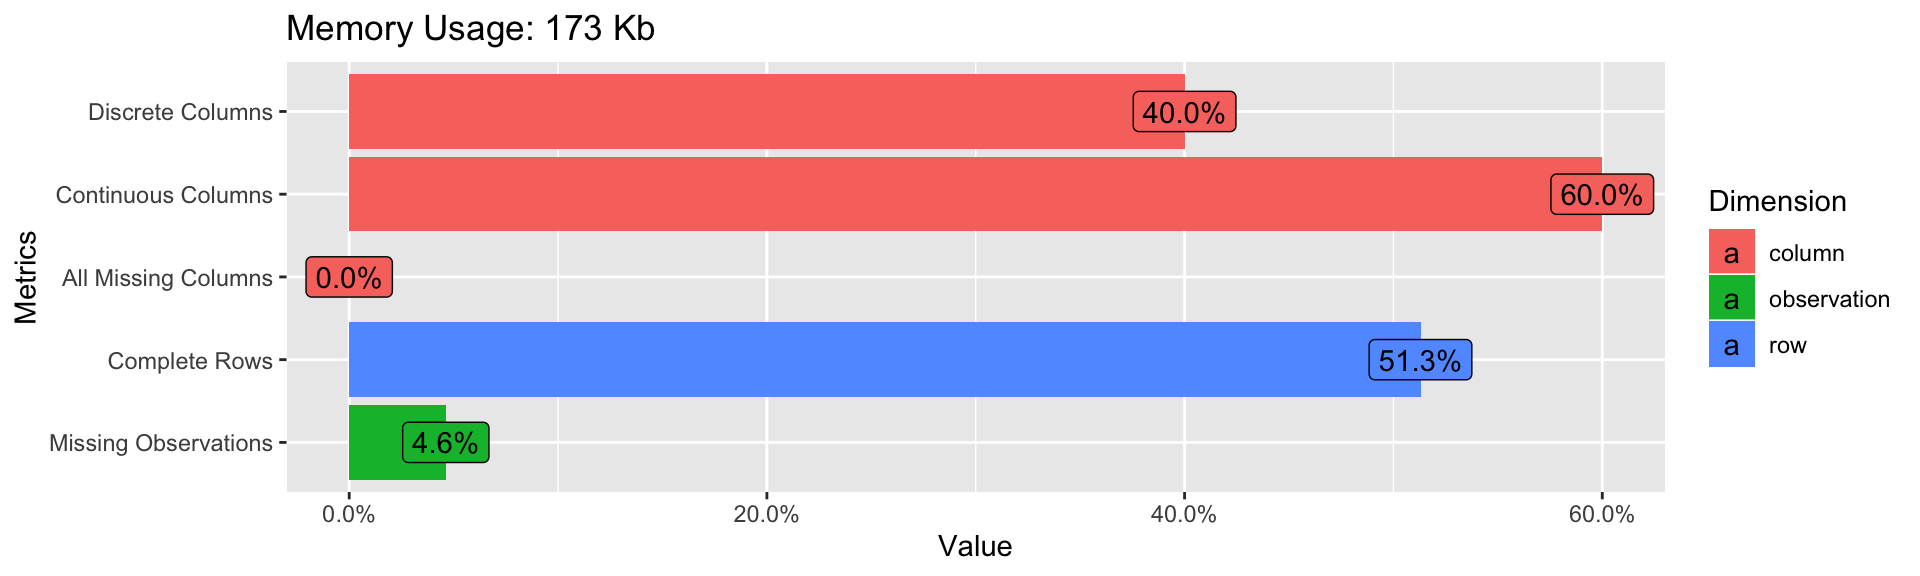 Memory Usage: 173 Kb
Metrics
Discrete Columns
40.0%
Continuous Columns
60.0%
All Missing Columns
0.0%
Complete Rows
51.3%
Missing Observations
4.6%
0.0%
20.0%
40.0%
60.0%
Value
Dimension
a column
a observation
a row